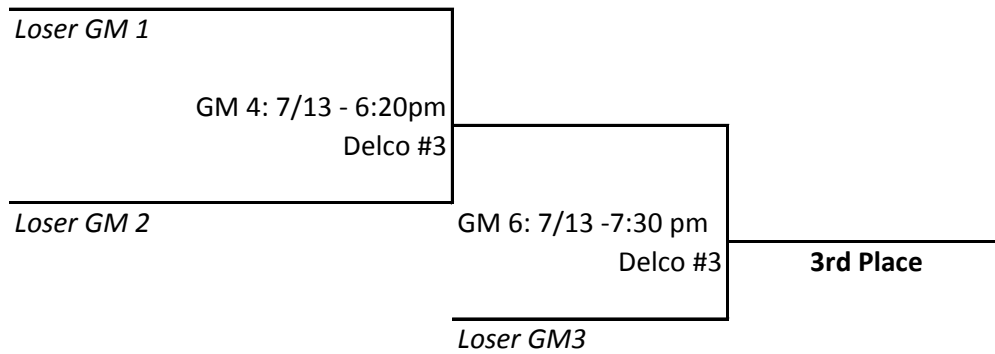 Loser GM 1
GM 4: 7/13 - 6:20pm
Delco #3
Loser GM 2
GM 6: 7/13 -7:30 pm
Delco #3
3rd Place
Loser GM3